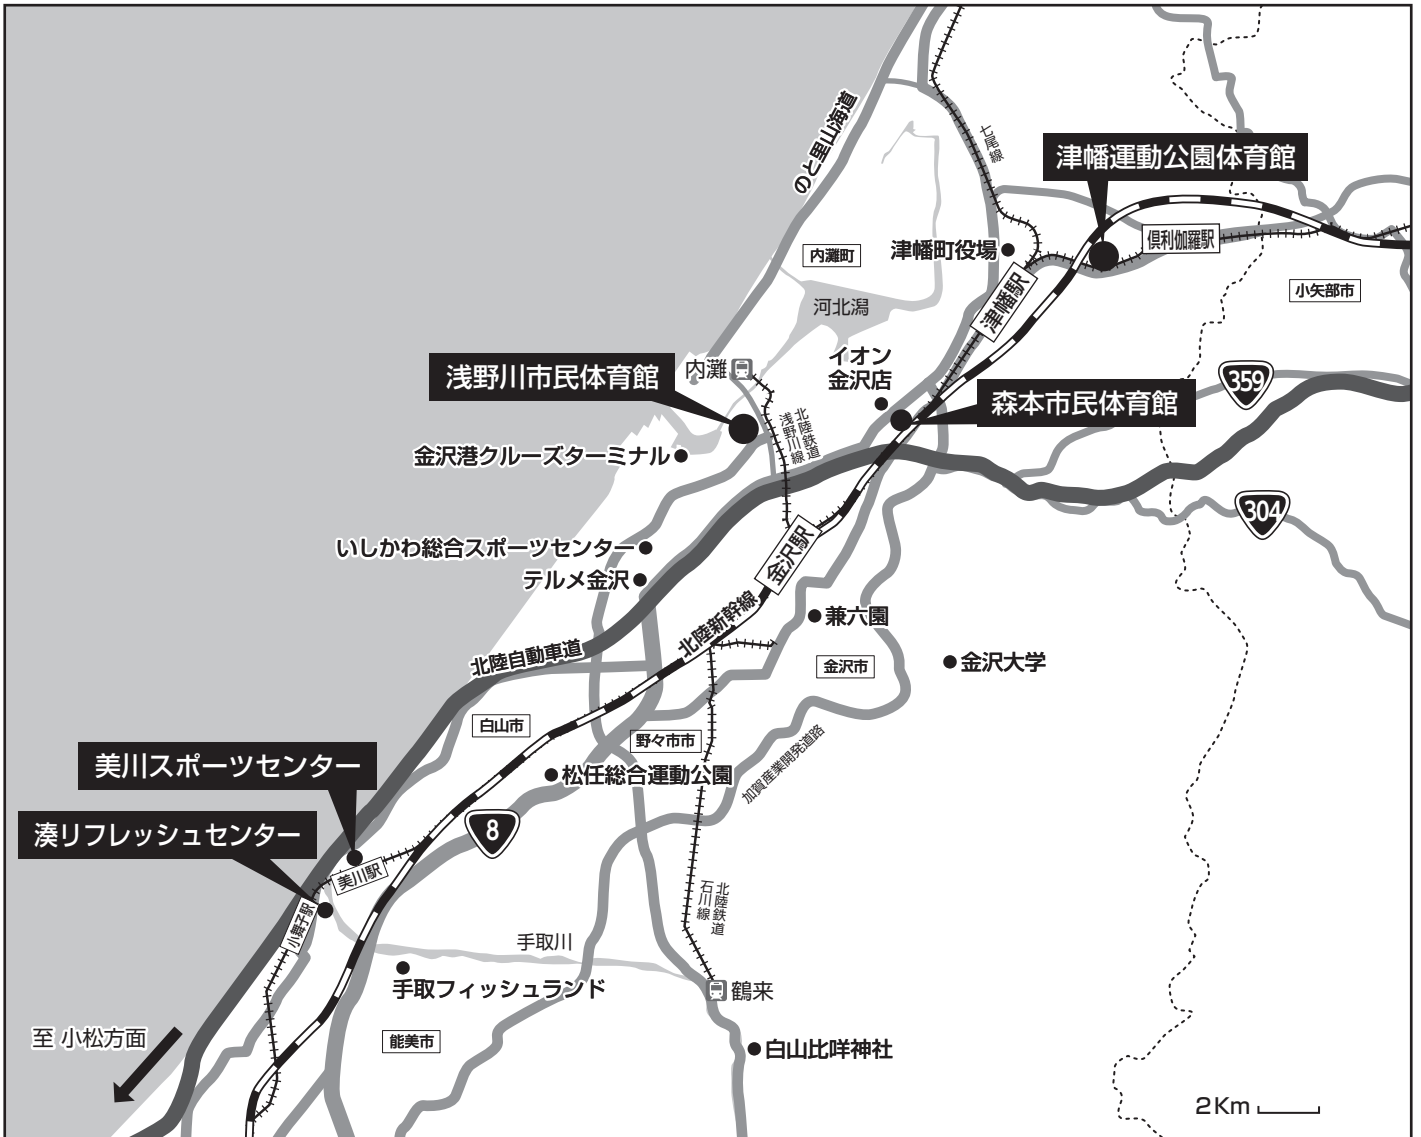 のと里山海道
七尾線
津幡運動公園体育館
内灘町
津幡町役場
倶利伽羅駅
津幡駅
小矢部市
河北潟
イオン
金沢店
内灘
浅野川市民体育館
森本市民体育館
359
北陸鉄道
浅野川線
金沢港クルーズターミナル
304
いしかわ総合スポーツセンター
テルメ金沢
金沢駅
北陸新幹線
兼六園
北陸自動車道
金沢市
金沢大学
白山市
野々市市
加賀産業開発道路
美川スポーツセンター
松任総合運動公園
8
湊リフレッシュセンター
美川駅
小舞子駅
北陸鉄道
石川線
手取川
手取フィッシュランド
鶴来
至 小松方面
能美市
白山比咩神社
2Km